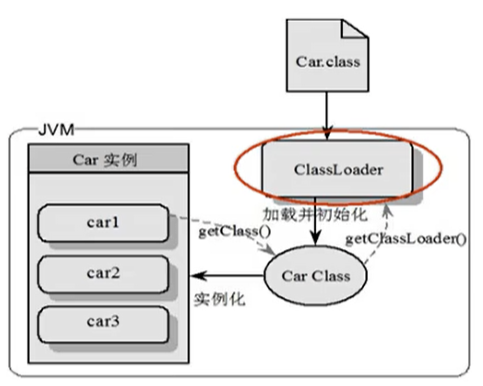 Car.class
JVM
Car 实例
ClassLoader
加载并初始化
car1
getClass()
getClassLoader()
car2
Car Class
实例化
car3